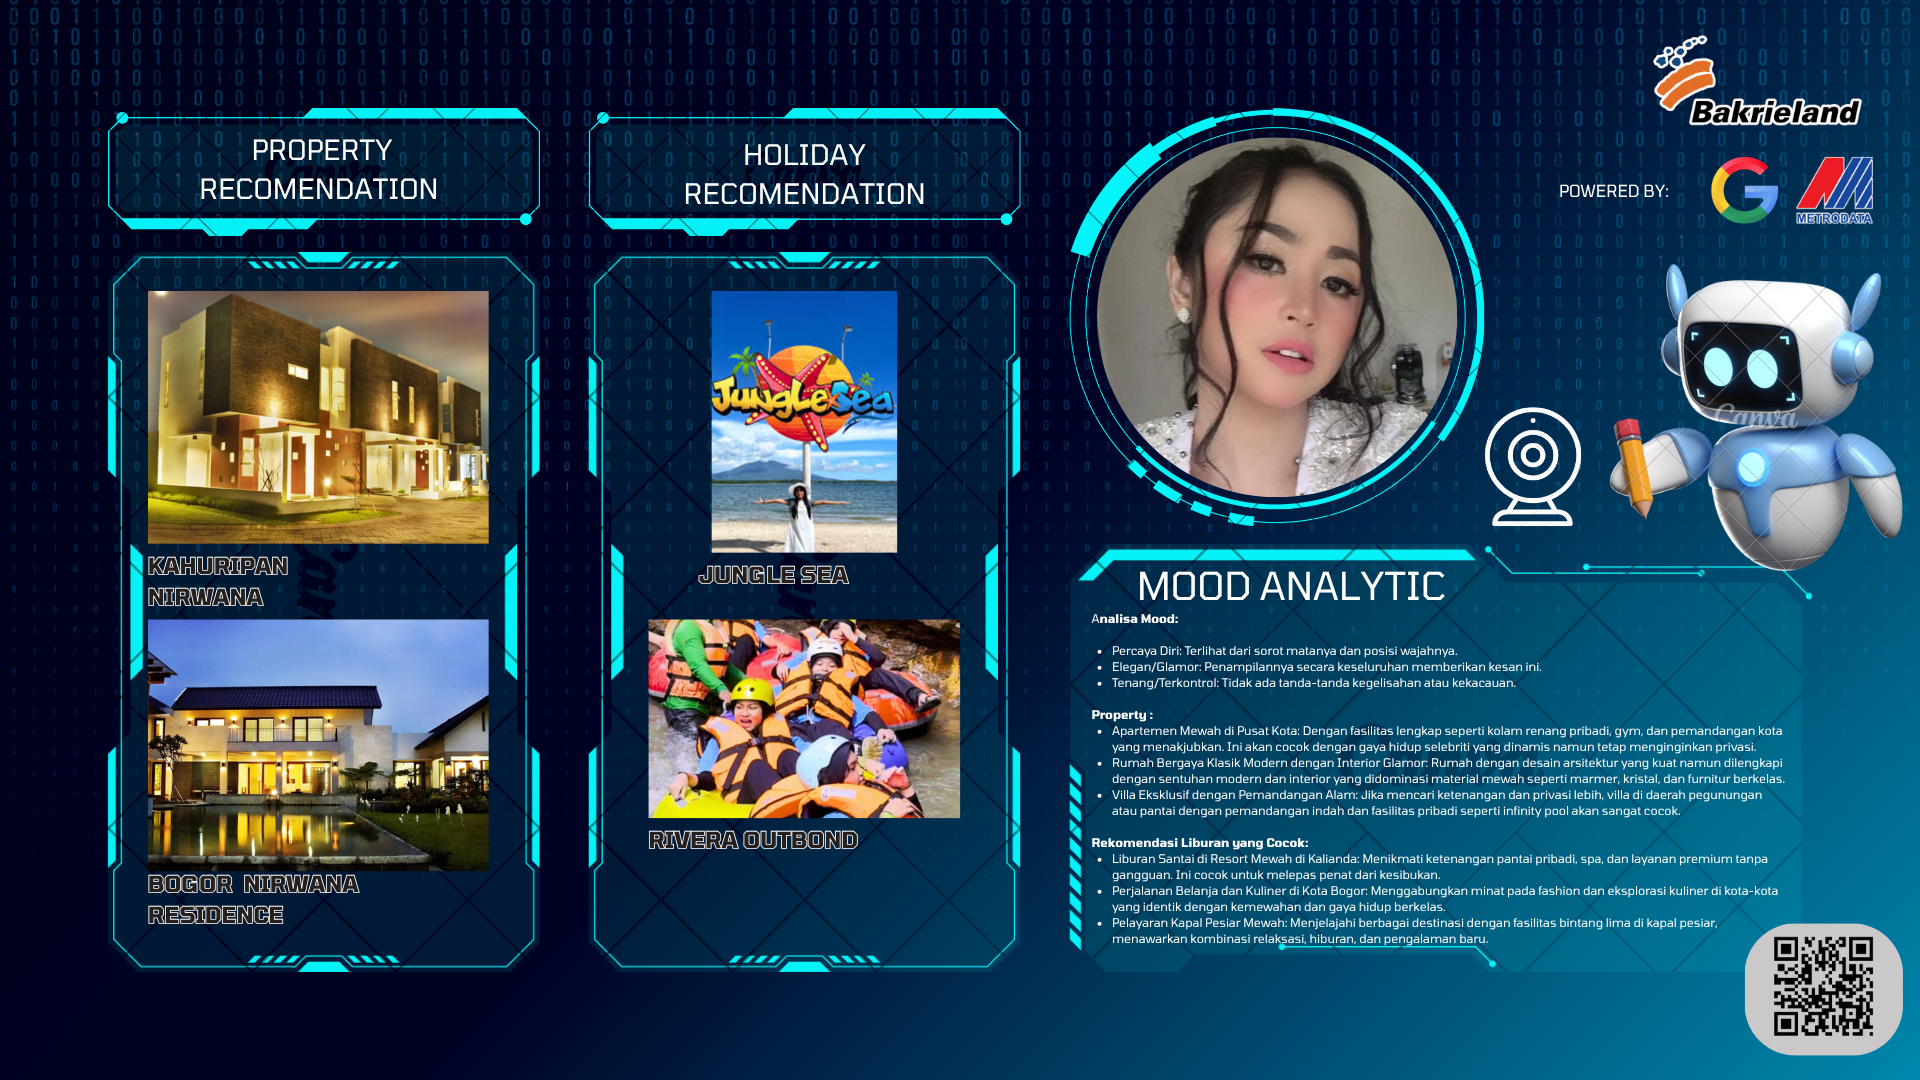 PROPERTY
RECOMENDATION
KAHURIPAN
NIRWANA
BOGOR NIRWANA
RESIDENCE
HOLIDAY
RECOMENDATION
JungleSea
JUNGLE SEA
RIVERA OUTBOND
Bakrieland
POWERED BY:
G
METRODATA
Canva
MOOD ANALYTIC
Analisa Mood:
• Percaya Diri: Terlihat dari sorot matanya dan posisi wajahnya.
• Elegan/Glamor: Penampilannya secara keseluruhan memberikan kesan ini.
• Tenang/Terkontrol: Tidak ada tanda-tanda kegelisahan atau kekacauan.
Property :
• Apartemen Mewah di Pusat Kota: Dengan fasilitas lengkap seperti kolam renang pribadi, gym, dan pemandangan kota
yang menakjubkan. Ini akan cocok dengan gaya hidup selebriti yang dinamis namun tetap menginginkan privasi.
• Rumah Bergaya Klasik Modern dengan Interior Glamor: Rumah dengan desain arsitektur yang kuat namun dilengkapi
dengan sentuhan modern dan interior yang didominasi material mewah seperti marmer, kristal, dan furnitur berkelas.
• Villa Eksklusif dengan Pemandangan Alam: Jika mencari ketenangan dan privasi lebih, villa di daerah pegunungan
atau pantai dengan pemandangan indah dan fasilitas pribadi seperti infinity pool akan sangat cocok.
Rekomendasi Liburan yang Cocok:
• Liburan Santai di Resort Mewah di Kalianda: Menikmati ketenangan pantai pribadi, spa, dan layanan premium tanpa
gangguan. Ini cocok untuk melepas penat dari kesibukan.
• Perjalanan Belanja dan Kuliner di Kota Bogor: Menggabungkan minat pada fashion dan eksplorasi kuliner di kota-kota
yang identik dengan kemewahan dan gaya hidup berkelas.
• Pelayaran Kapal Pesiar Mewah: Menjelajahi berbagai destinasi dengan fasilitas bintang lima di kapal pesiar,
menawarkan kombinasi relaksasi, hiburan, dan pengalaman baru.